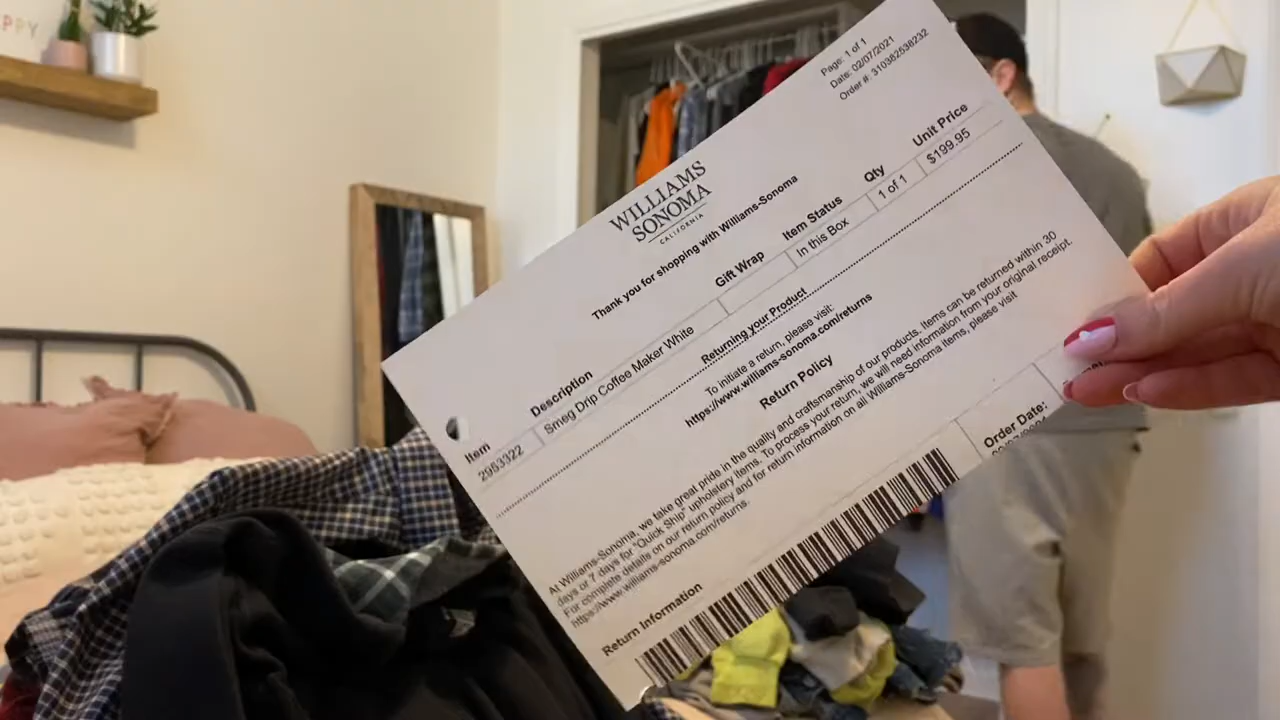 PPY
Page: 1 of 1
Date: 02/07/2021
Order #: 310382538232
WILLIAMS
SONOMA
CALIFORNIA
Thank you for shopping with Williams-Sonoma
Item Description Gift Wrap Item Status Qty Unit Price
2953322 Smeg Drip Coffee Maker White In this Box 1 of 1 $199.95
Returning your Product
To initiate a return, please visit:
https://www.williams-sonoma.com/returns
Return Policy
At Williams-Sonoma, we take great pride in the quality and craftsmanship of our products. Items can be returned within 30
days or 7 days for "Quick Ship" upholstery items. To process your return, we will need information from your original receipt.
For complete details on our return policy and for return information on all Williams-Sonoma items, please visit
https://www.williams-sonoma.com/returns.
Return Information
Order Date: